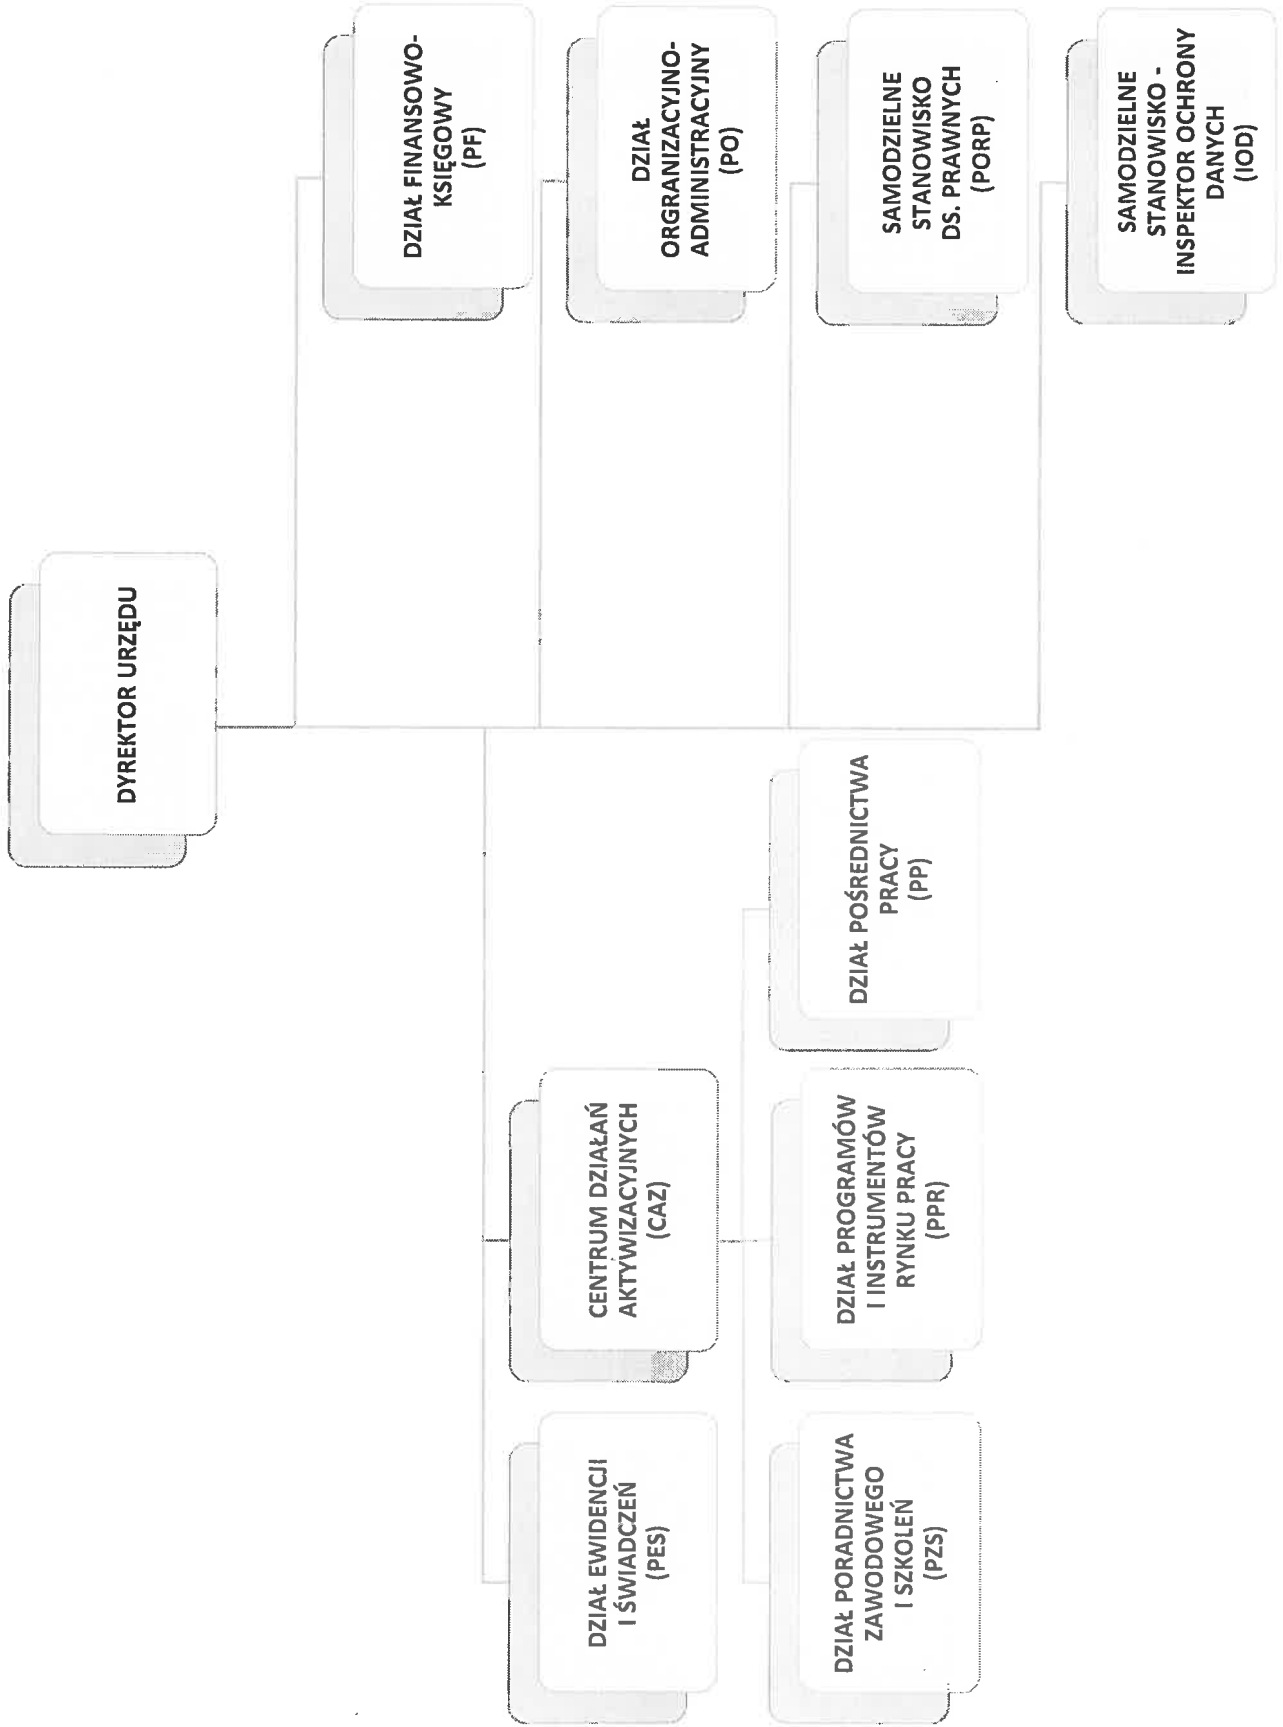 DYREKTOR URZĘDU
DZIAŁ FINANSOWO-
KSIĘGOWY
(PF)
DZIAŁ
ORGRANIZACYJNO-
ADMINISTRACYJNY
(PO)
SAMODZIELNE
STANOWISKO
DS. PRAWNYCH
(PORP)
SAMODZIELNE
STANOWISKO -
INSPEKTOR OCHRONY
DANYCH
(IOD)
DZIAŁ EWIDENCJI
I ŚWIADCZEŃ
(PES)
CENTRUM DZIAŁAŃ
AKTYWIZACYJNYCH
(CAZ)
DZIAŁ PORADNICTWA
ZAWODOWEGO
I SZKOLEŃ
(PZS)
DZIAŁ PROGRAMÓW
I INSTRUMENTÓW
RYNKU PRACY
(PPR)
DZIAŁ POŚREDNICTWA
PRACY
(PP)